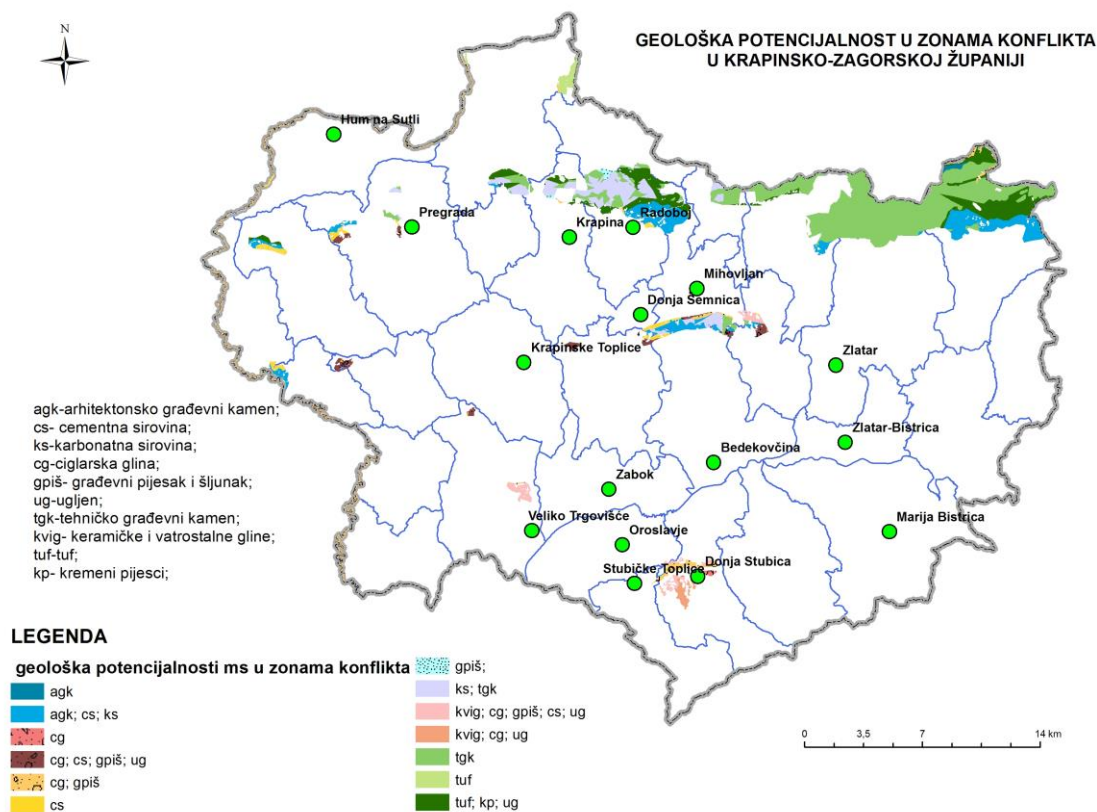 N
GEOLOŠKA POTENCIJALNOST U ZONAMA KONFLIKTA
U KRAPINSKO-ZAGORSKOJ ŽUPANIJI
Hum na Sutli
Pregrada
Krapina
Radoboj
Mihovljan
Donja Šemnica
Krapinske Toplice
Zlatar
Zlatar-Bistrica
Bedekovčina
Zabok
Veliko Trgovišće
Oroslavje
Marija Bistrica
Stubičke Toplice
Donja Stubica
agk-arhitektonsko građevni kamen;
cs- cementna sirovina;
ks-karbonatna sirovina;
cg-ciglarska glina;
gpiš- građevni pijesak i šljunak;
ug-ugljen;
tgk-tehničko građevni kamen;
kvig- keramičke i vatrostalne gline;
tuf-tuf;
kp- kremeni pijesci;
LEGENDA
geološka potencijalnosti ms u zonama konflikta
agk
agk; cs; ks
cg
cg; cs; gpiš; ug
cg; gpiš
cs
gpiš;
ks; tgk
kvig; cg; gpiš; cs; ug
kvig; cg; ug
tgk
tuf
tuf; kp; ug
0 3,5 7 14 km